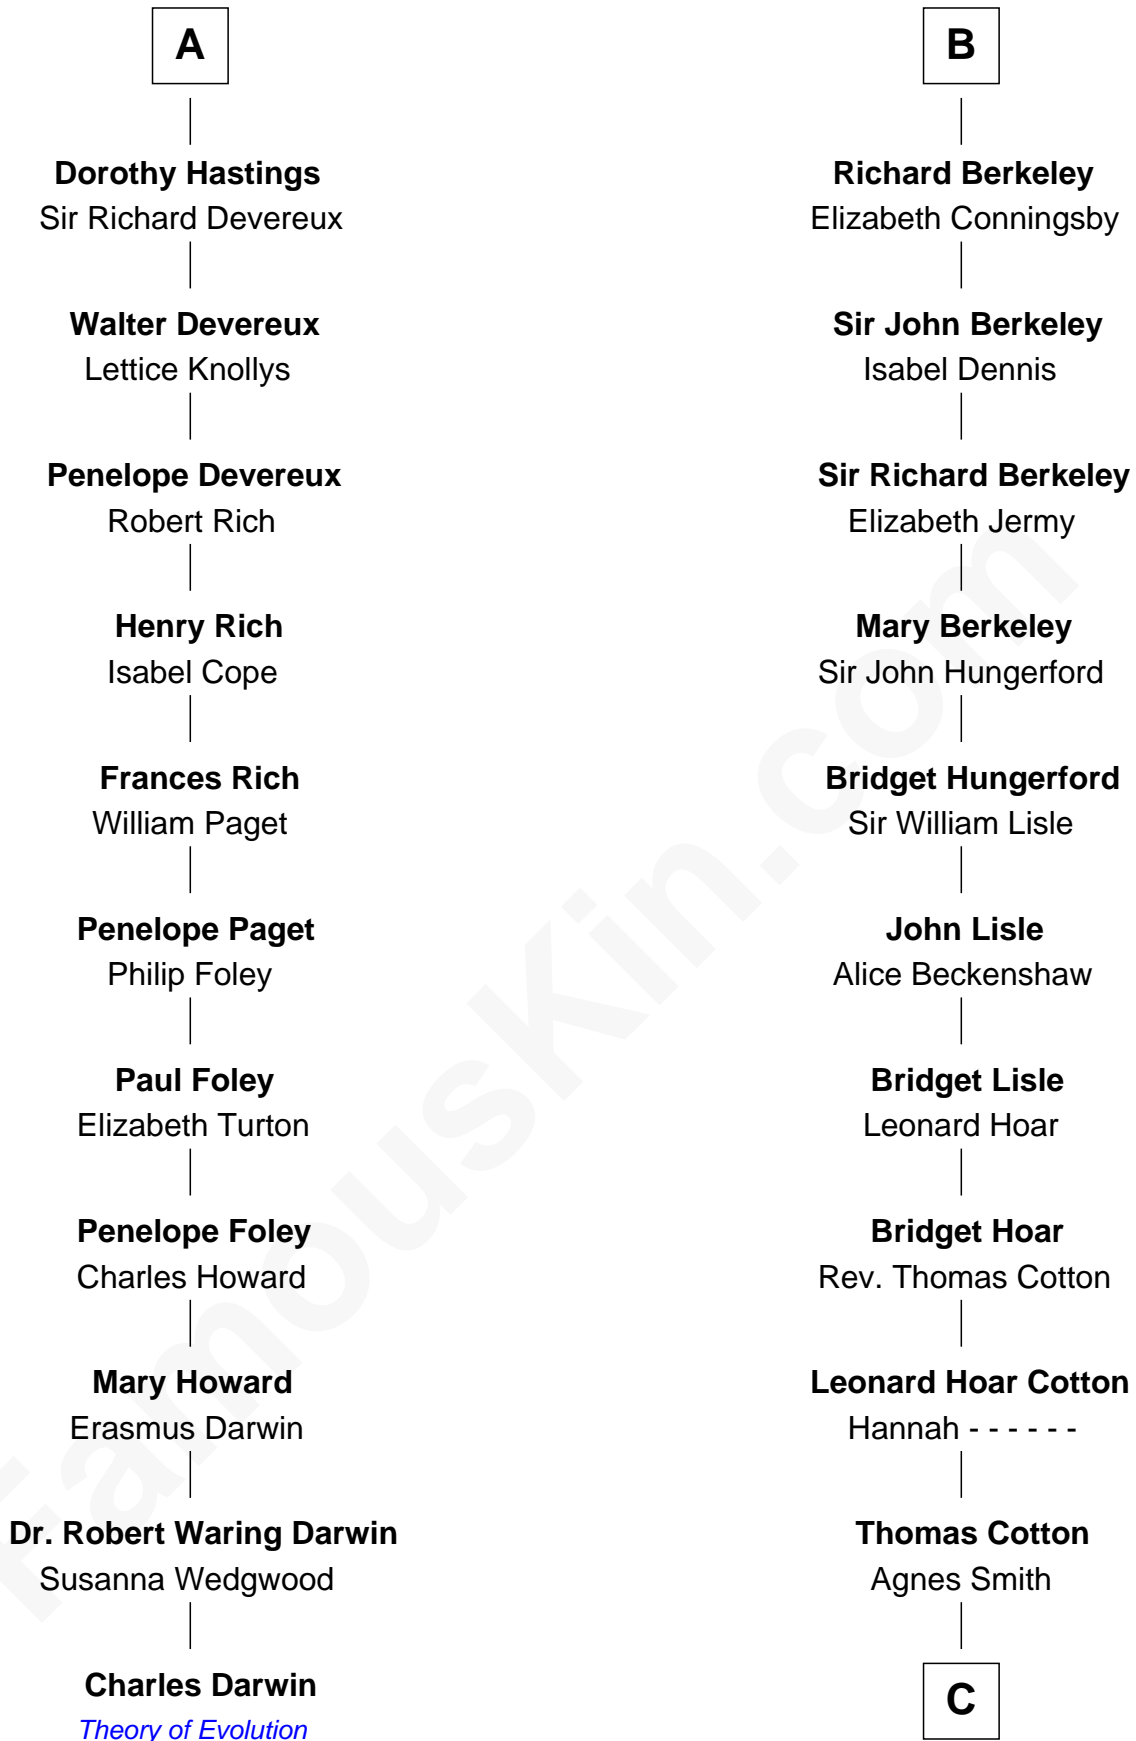 A
Dorothy Hastings
Sir Richard Devereux
Walter Devereux
Lettice Knollys
Penelope Devereux
Robert Rich
Henry Rich
Isabel Cope
Frances Rich
William Paget
Penelope Paget
Philip Foley
Paul Foley
Elizabeth Turton
Penelope Foley
Charles Howard
Mary Howard
Erasmus Darwin
Dr. Robert Waring Darwin
Susanna Wedgwood
Charles Darwin
Theory of Evolution
B
Richard Berkeley
Elizabeth Conningsby
Sir John Berkeley
Isabel Dennis
Sir Richard Berkeley
Elizabeth Jermy
Mary Berkeley
Sir John Hungerford
Bridget Hungerford
Sir William Lisle
John Lisle
Alice Beckenshaw
Bridget Lisle
Leonard Hoar
Bridget Hoar
Rev. Thomas Cotton
Leonard Hoar Cotton
Hannah - - - - - -
Thomas Cotton
Agnes Smith
C
FamousKin.com